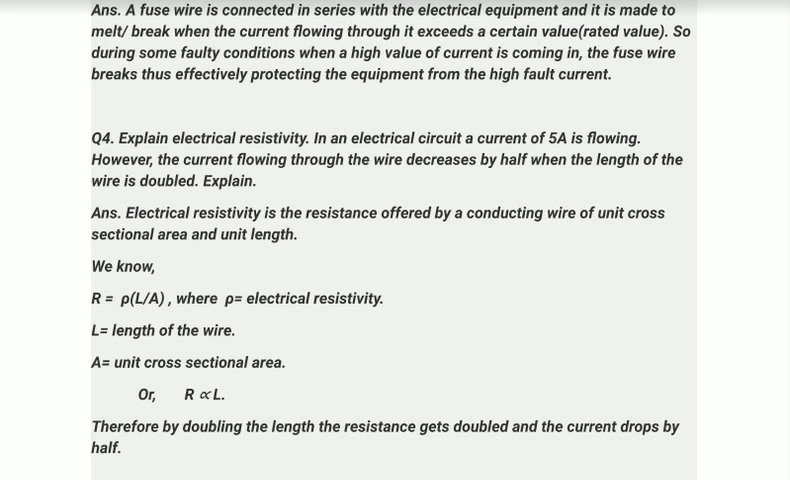 Ans. A fuse wire is connected in series with the electrical equipment and it is made to
melt/ break when the current flowing through it exceeds a certain value(rated value). So
during some faulty conditions when a high value of current is coming in, the fuse wire
breaks thus effectively protecting the equipment from the high fault current.
Q4. Explain electrical resistivity. In an electrical circuit a current of 5A is flowing.
However, the current flowing through the wire decreases by half when the length of the
wire is doubled. Explain.
Ans. Electrical resistivity is the resistance offered by a conducting wire of unit cross
sectional area and unit length.
We know,
R = ρ(L/A) , where ρ= electrical resistivity.
L= length of the wire.
A= unit cross sectional area.
Or, R ∝ L.
Therefore by doubling the length the resistance gets doubled and the current drops by
half.